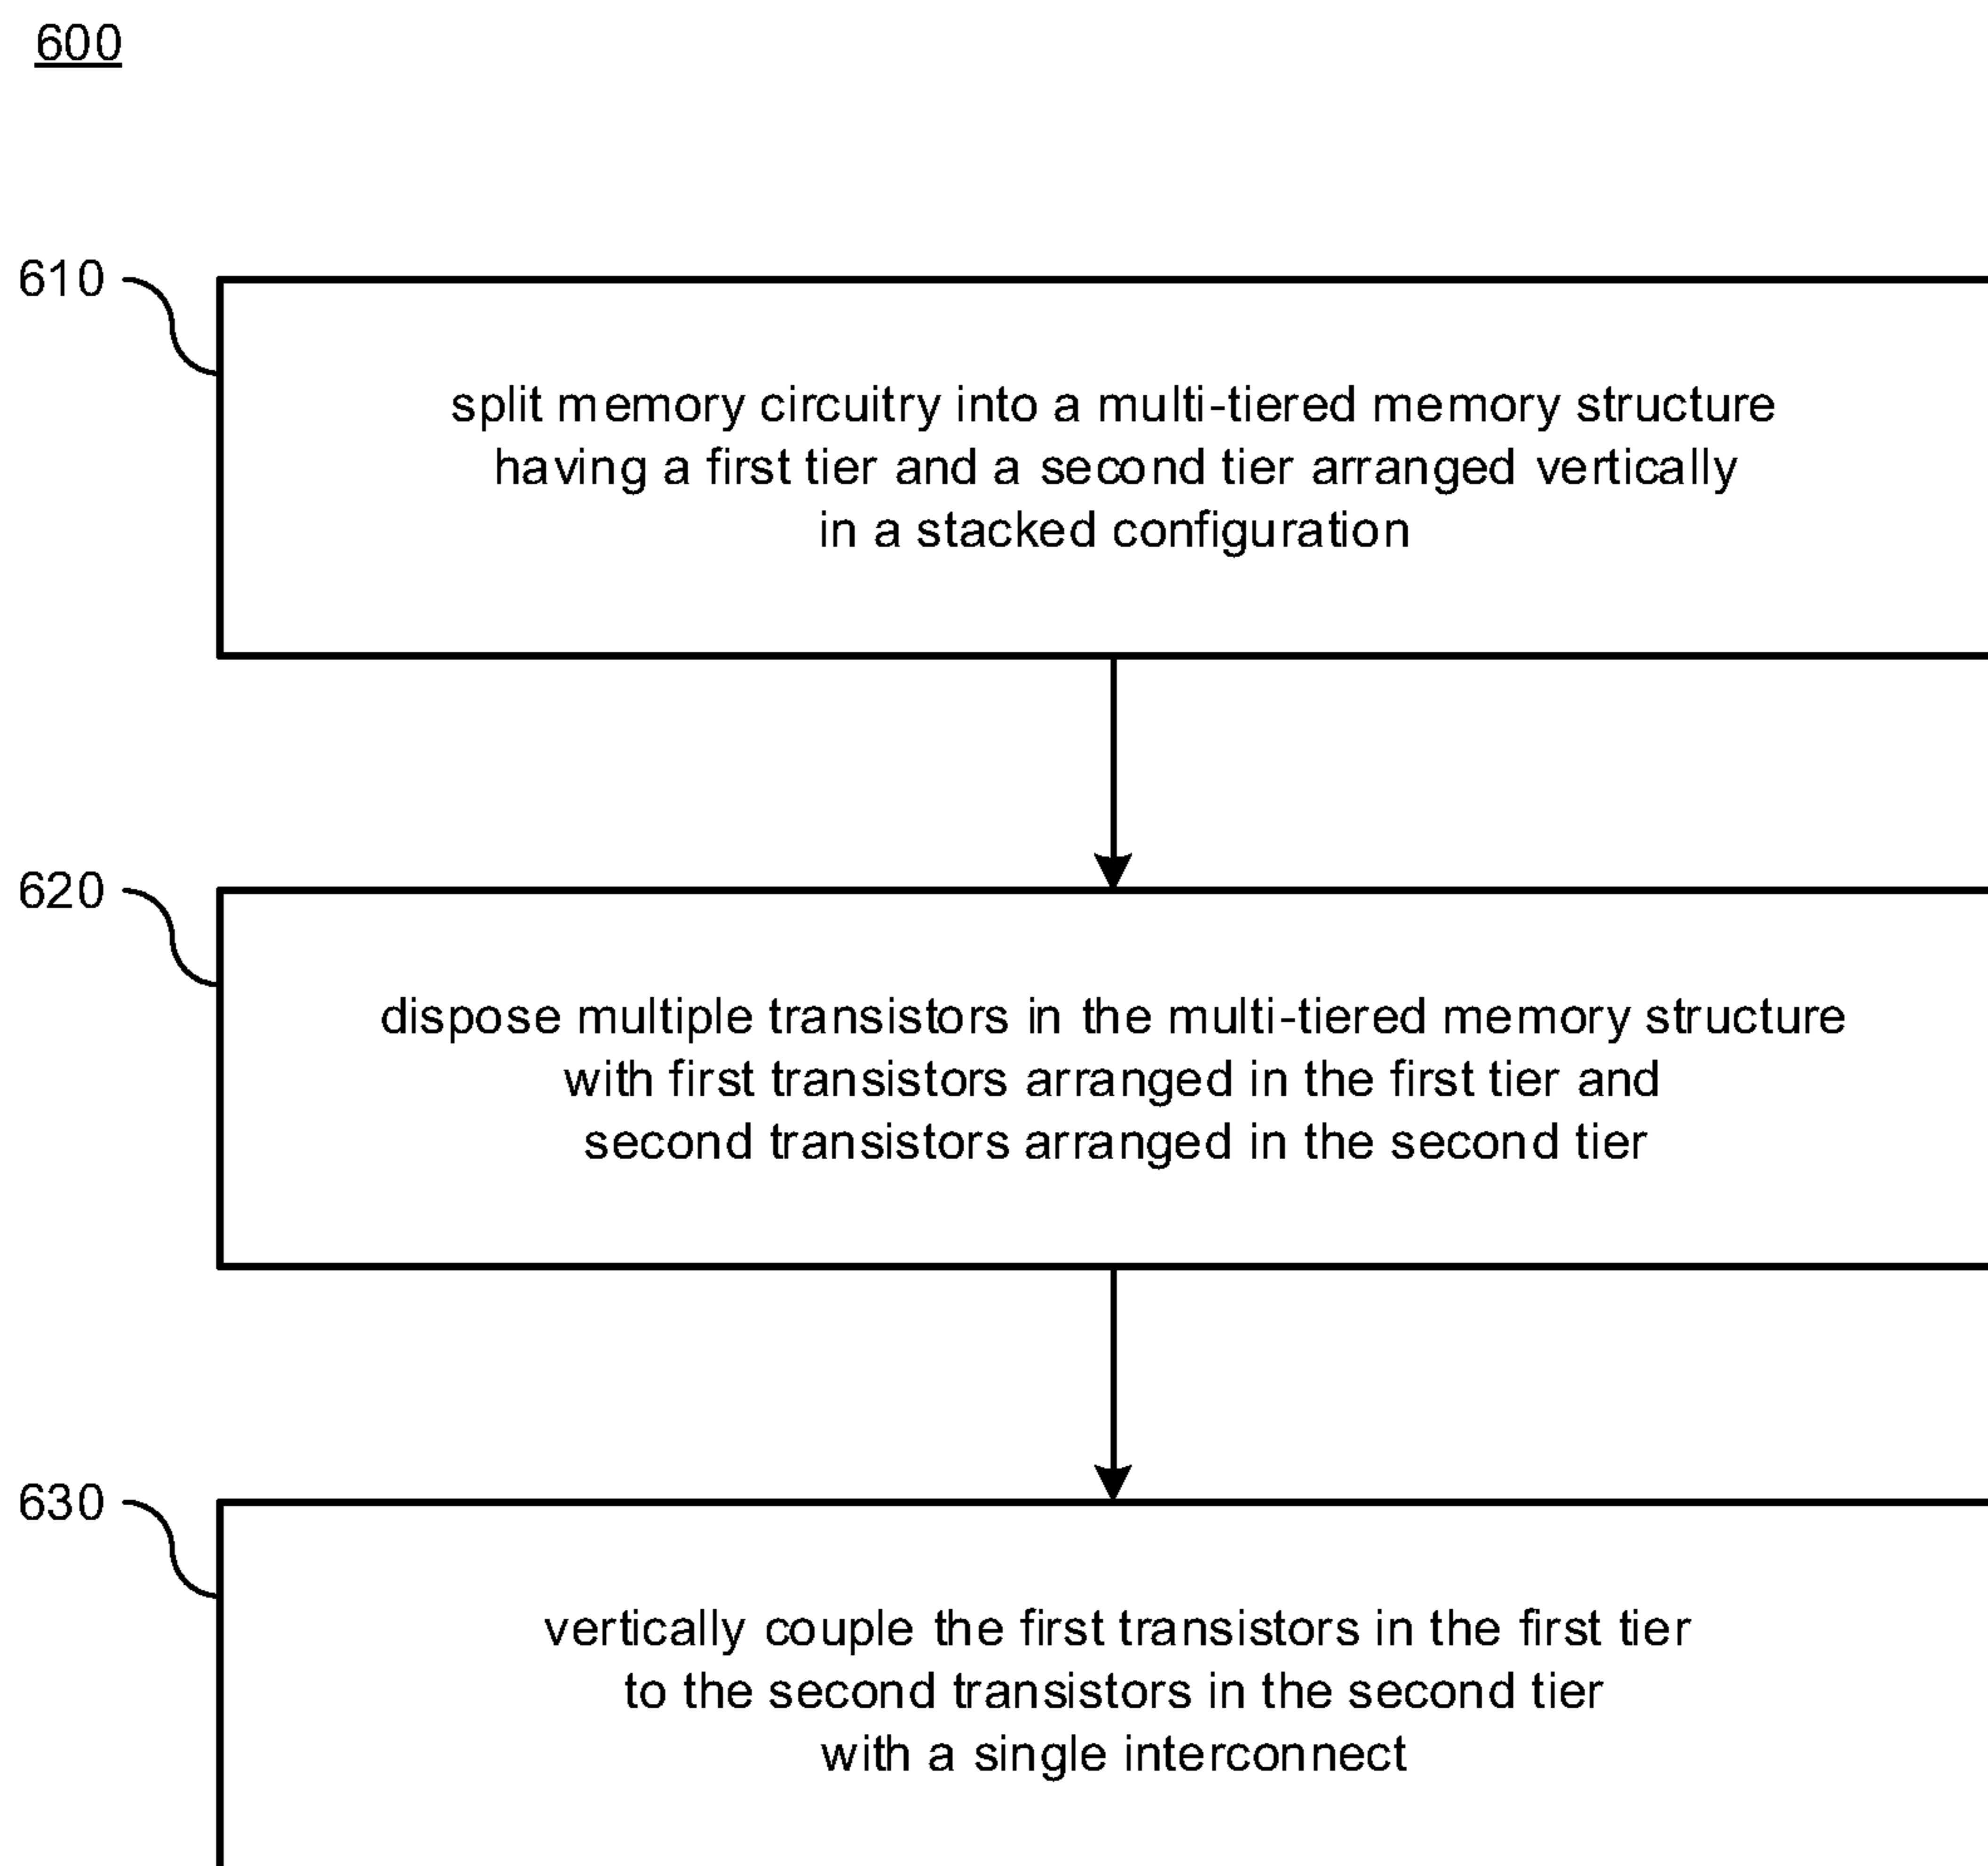 600
610
split memory circuitry into a multi-tiered memory structure
having a first tier and a second tier arranged vertically
in a stacked configuration
620
dispose multiple transistors in the multi-tiered memory structure
with first transistors arranged in the first tier and
second transistors arranged in the second tier
630
vertically couple the first transistors in the first tier
to the second transistors in the second tier
with a single interconnect